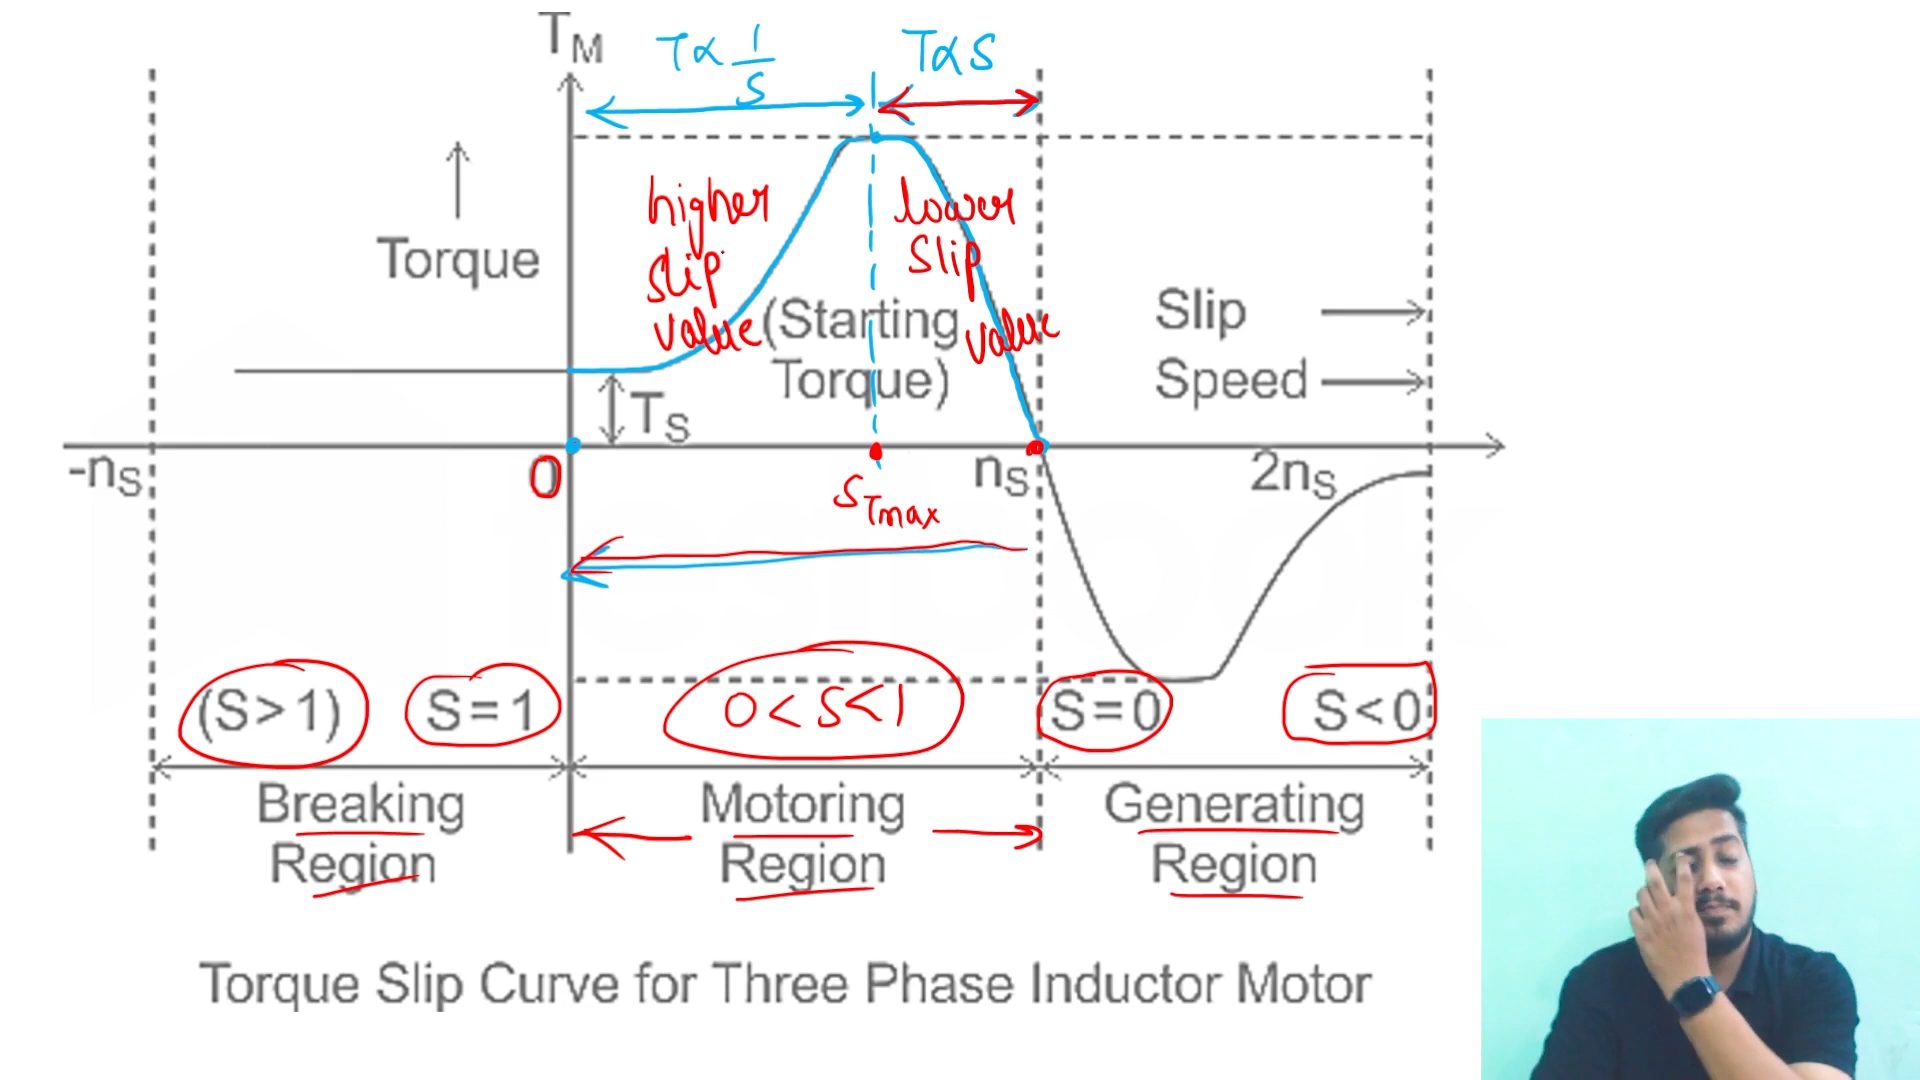 T_M
T∝1/S
T∝S
higher
slip
value
lower
Slip
value
Torque
(Starting
Torque)
Slip
Speed
T_S
-n_S
0
n_S
2n_S
S_Tmax
(S>1)
S=1
0<S<1
S=0
S<0
Breaking
Region
Motoring
Region
Generating
Region
Torque Slip Curve for Three Phase Inductor Motor